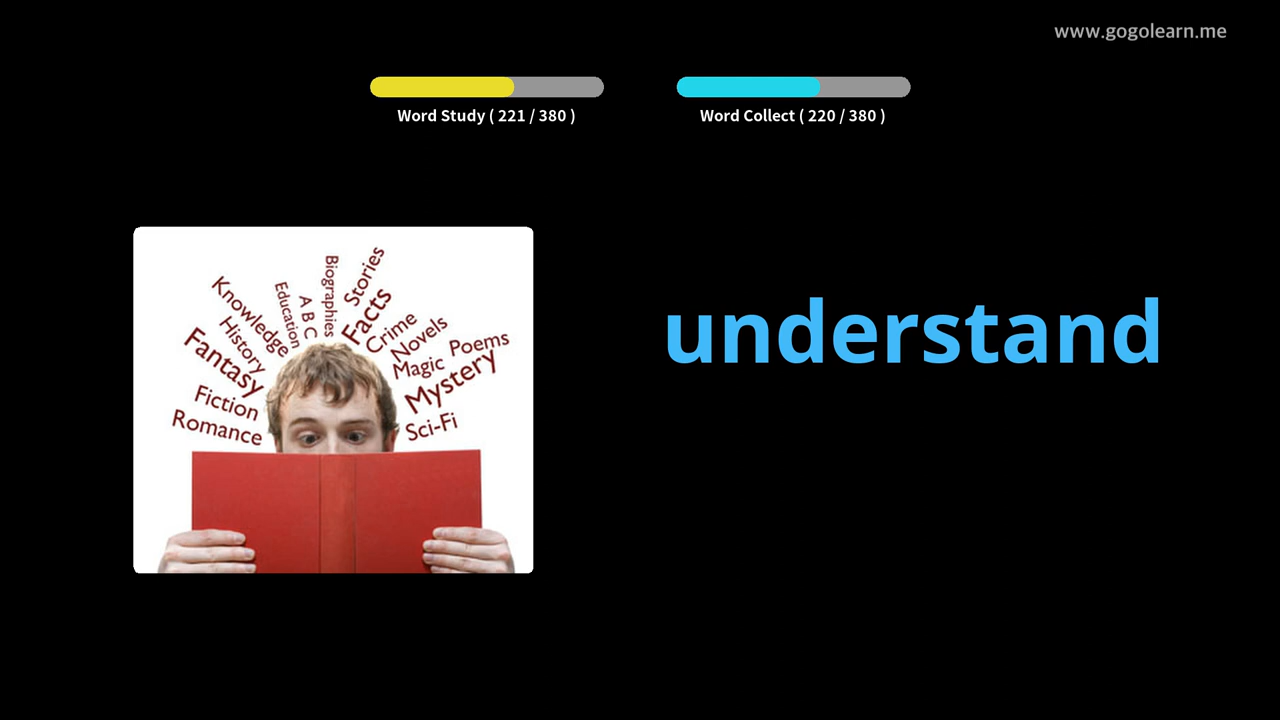 www.gogolearn.me
Word Study ( 221 / 380 )
Word Collect ( 220 / 380 )
understand
Romance
Fiction
Fantasy
History
Knowledge
Education
A B C
Biographies
Stories
Facts
Crime
Novels
Magic
Poems
Mystery
Sci-Fi